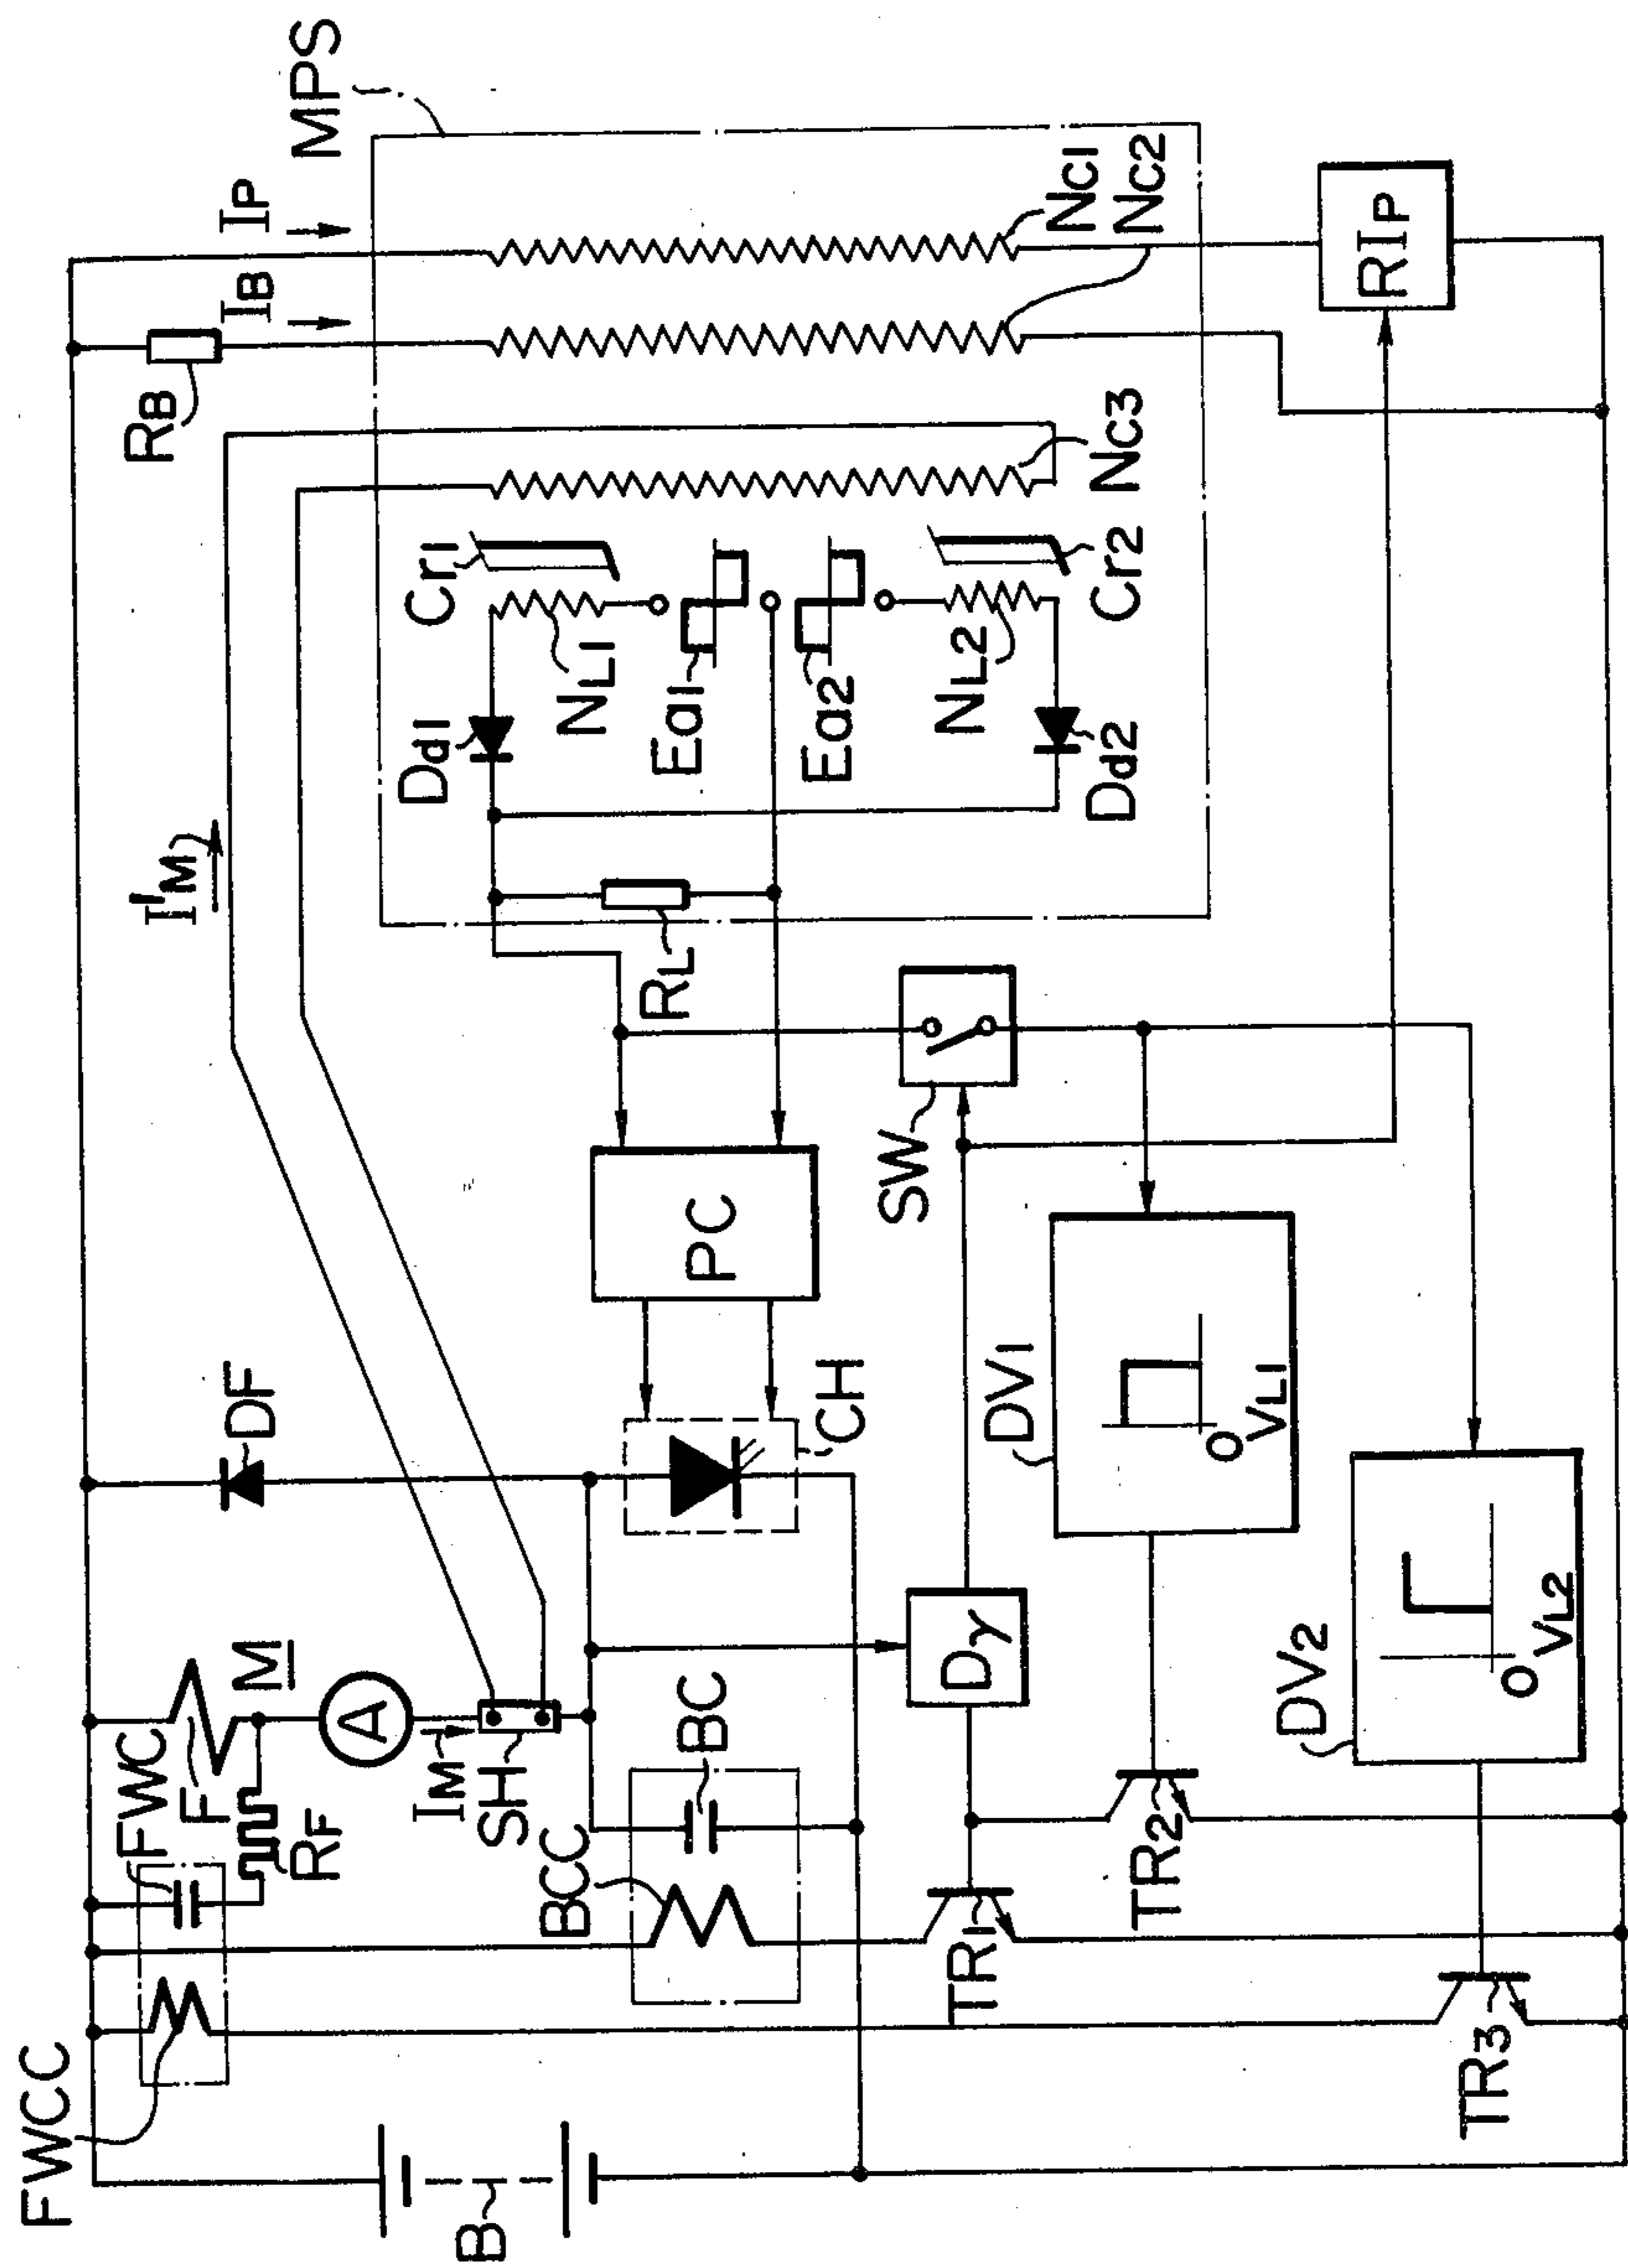 MPS
IP
IB
RB
NC1
NC2
RIP
NC3
Cr1
Cr2
NL1
Ea1
Ea2
NL2
Dd1
Dd2
I'M
RL
SW
PC
DF
CH
DV1
O
VL1
M
F
A
IM
SH
FWC
RF
BC
BCC
Dγ
DV2
O
VL2
TR1
TR2
TR3
FWCC
B